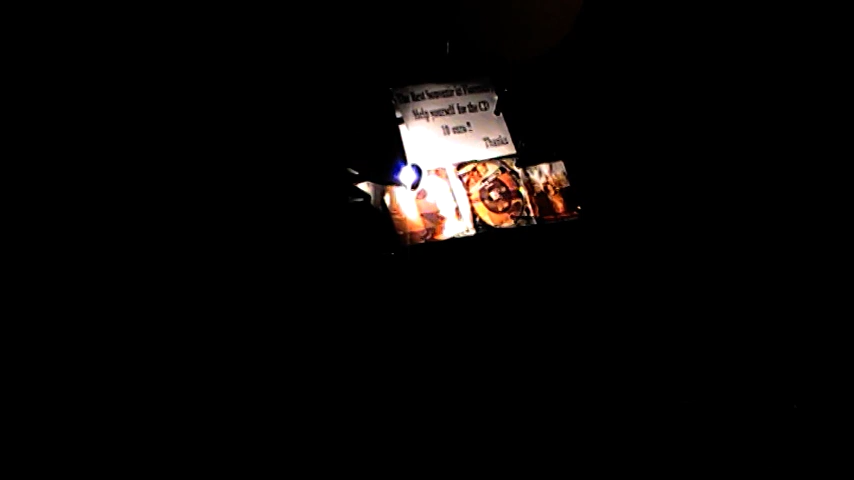 The Best Souvenir in
Help yourself for the CD
10 euro !!
Thanks